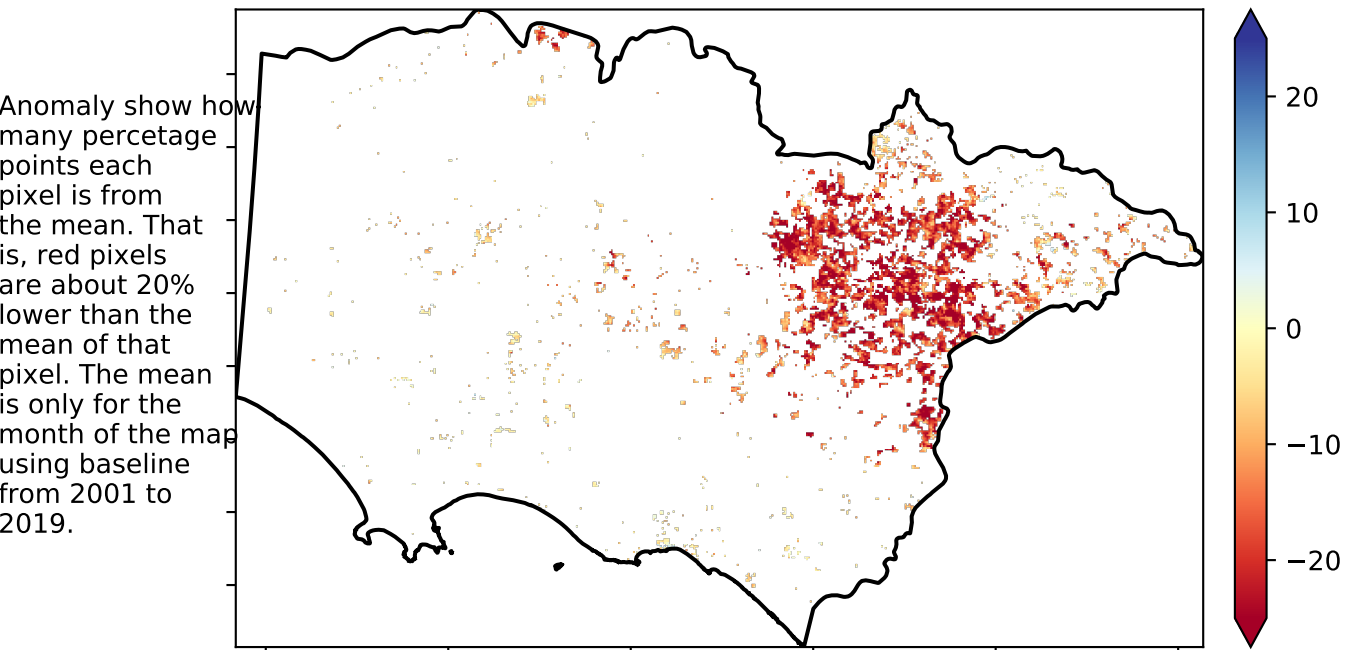 Anomaly show how
many percetage
points each
pixel is from
the mean. That
is, red pixels
are about 20%
lower than the
mean of that
pixel. The mean
is only for the
month of the map
using baseline
from 2001 to
2019.
20
10
0
−10
−20